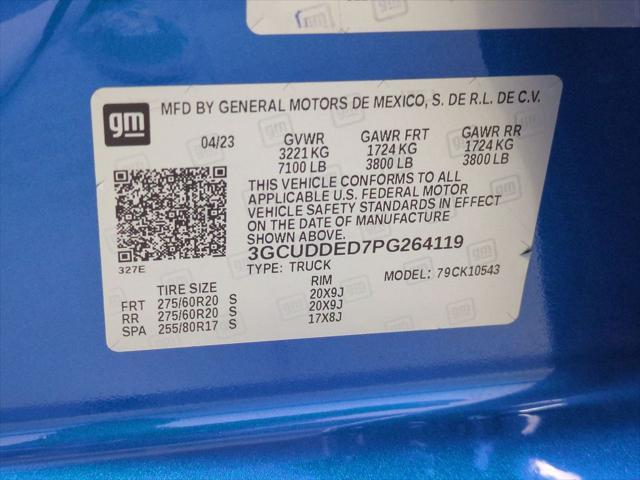 gm
MFD BY GENERAL MOTORS DE MEXICO, S. DE R.L. DE C.V.
04/23 GVWR GAWR FRT GAWR RR
3221 KG 1724 KG 1724 KG
7100 LB 3800 LB 3800 LB
THIS VEHICLE CONFORMS TO ALL
APPLICABLE U.S. FEDERAL MOTOR
VEHICLE SAFETY STANDARDS IN EFFECT
ON THE DATE OF MANUFACTURE
SHOWN ABOVE.
327E
3GCUDDED7PG264119
TYPE: TRUCK MODEL: 79CK10543
TIRE SIZE RIM
FRT 275/60R20 S 20X9J
RR 275/60R20 S 20X9J
SPA 255/80R17 S 17X8J